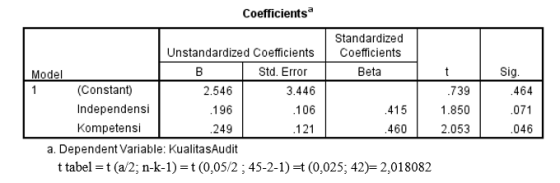 Coefficientsᵃ
Unstandardized Coefficients Standardized Coefficients
Model B Std. Error Beta t Sig.
1 (Constant) 2.546 3.446 .739 .464
Independensi .196 .106 .415 1.850 .071
Kompetensi .249 .121 .460 2.053 .046
a. Dependent Variable: KualitasAudit
t tabel = t (a/2; n-k-1) = t (0,05/2 ; 45-2-1) =t (0,025; 42)= 2,018082